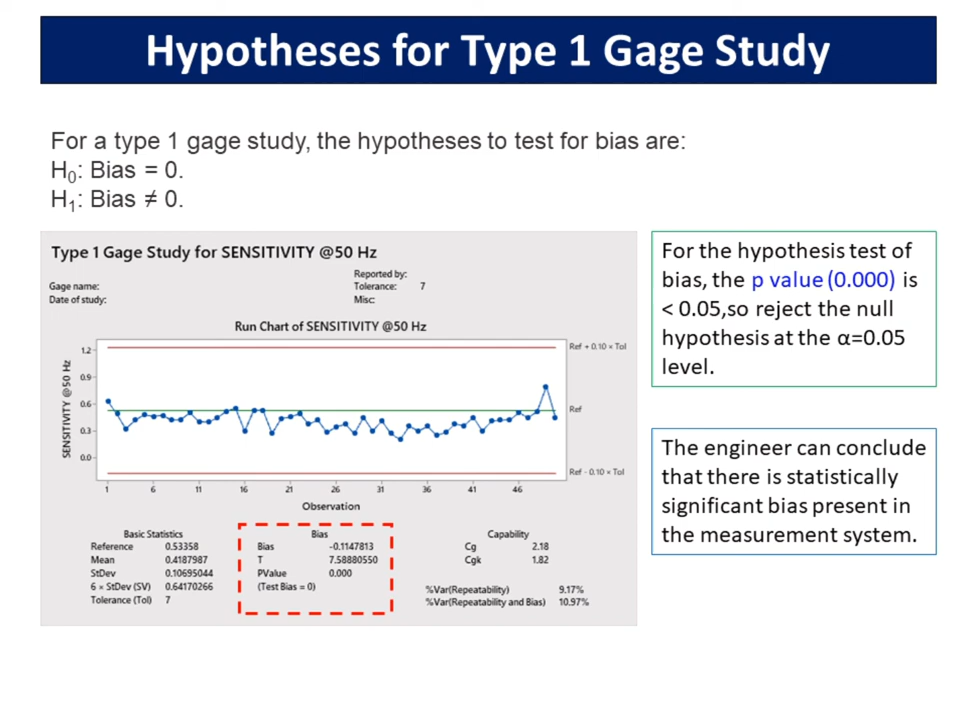 Hypotheses for Type 1 Gage Study
For a type 1 gage study, the hypotheses to test for bias are:
H₀: Bias = 0.
H₁: Bias ≠ 0.
Type 1 Gage Study for SENSITIVITY @50 Hz
Gage name:
Date of study:
Reported by:
Tolerance: 7
Misc:
Run Chart of SENSITIVITY @50 Hz
SENSITIVITY @50 Hz
1.2
0.9
0.6
0.3
0.0
Ref + 0.10 × Tol
Ref
Ref - 0.10 × Tol
1 6 11 16 21 26 31 36 41 46
Observation
Basic Statistics
Reference 0.53358
Mean 0.4187987
StDev 0.10695044
6 × StDev (SV) 0.64170266
Tolerance (Tol) 7
Bias
Bias -0.1147813
T 7.58880550
PValue 0.000
(Test Bias = 0)
Capability
Cg 2.18
Cgk 1.82
%Var(Repeatability) 9.17%
%Var(Repeatability and Bias) 10.97%
For the hypothesis test of
bias, the p value (0.000) is
< 0.05,so reject the null
hypothesis at the α=0.05
level.
The engineer can conclude
that there is statistically
significant bias present in
the measurement system.